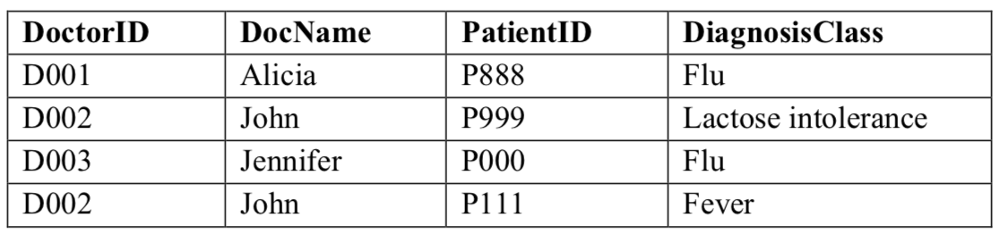 DoctorID DocName PatientID DiagnosisClass
D001 Alicia P888 Flu
D002 John P999 Lactose intolerance
D003 Jennifer P000 Flu
D002 John P111 Fever